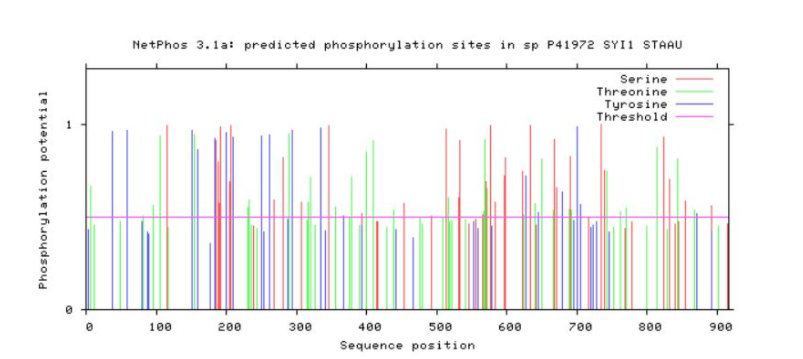 NetPhos 3.1a: predicted phosphorylation sites in sp P41972 SYI1 STAAU
Serine
Threonine
Tyrosine
Threshold
Phosphorylation potential
1
0
0 100 200 300 400 500 600 700 800 900
Sequence position